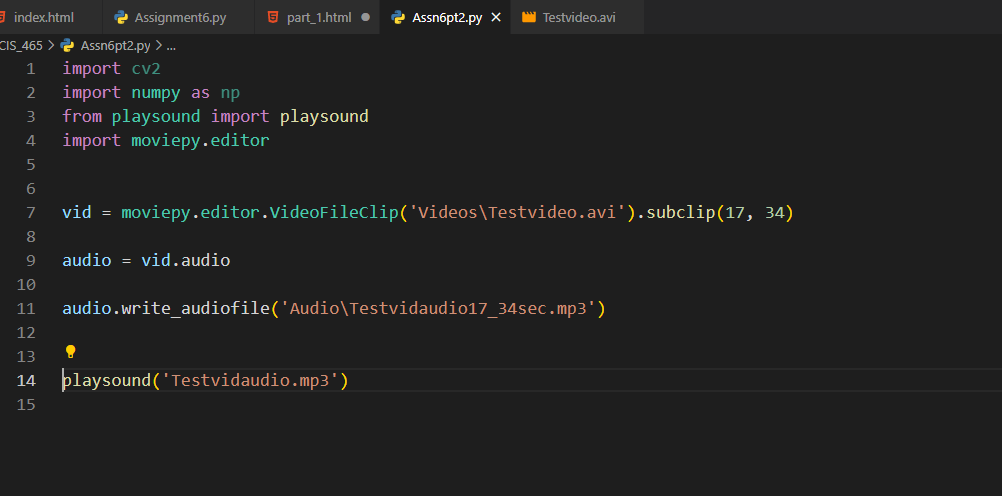 index.html Assignment6.py part_1.html Assn6pt2.py Testvideo.avi
CIS_465 > Assn6pt2.py > ...
1 import cv2
2 import numpy as np
3 from playsound import playsound
4 import moviepy.editor
5
6
7 vid = moviepy.editor.VideoFileClip('Videos\Testvideo.avi').subclip(17, 34)
8
9 audio = vid.audio
10
11 audio.write_audiofile('Audio\Testvidaudio17_34sec.mp3')
12
13
14 playsound('Testvidaudio.mp3')
15